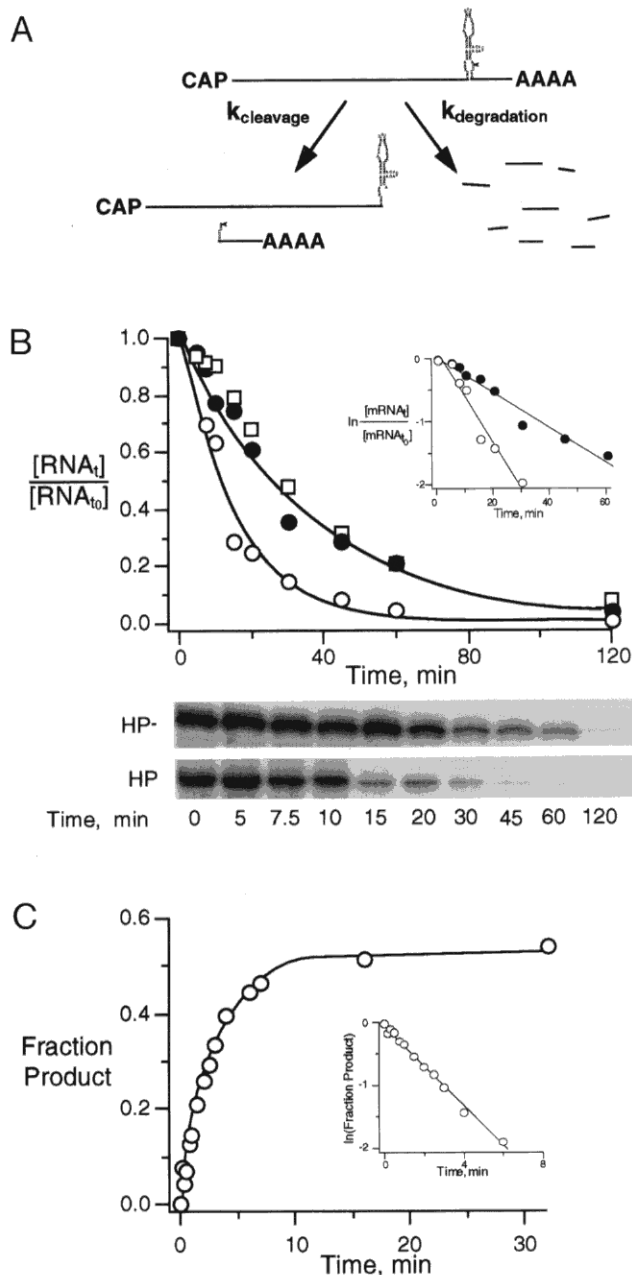 A
CAP
AAAA
kcleavage
kdegradation
CAP
AAAA
B
1.0
0.8
0.6
0.4
0.2
0.0
[RNAt]
[RNAt0]
0
40
80
120
Time, min
0
-1
-2
ln [mRNAt]
[mRNAt0]
0
20
40
60
Time, min
HP-
HP
Time, min 0 5 7.5 10 15 20 30 45 60 120
C
0.6
0.4
0.2
0.0
Fraction
Product
0
10
20
30
Time, min
0
-1
-2
ln(Fraction Product)
0
4
8
Time, min